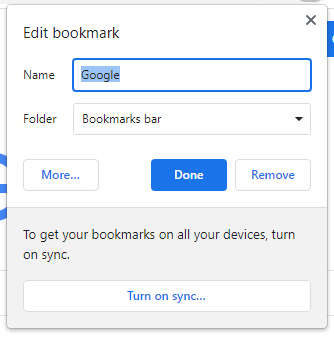 Edit bookmark
Name Google
Folder Bookmarks bar
More... Done Remove
To get your bookmarks on all your devices, turn
on sync.
Turn on sync...